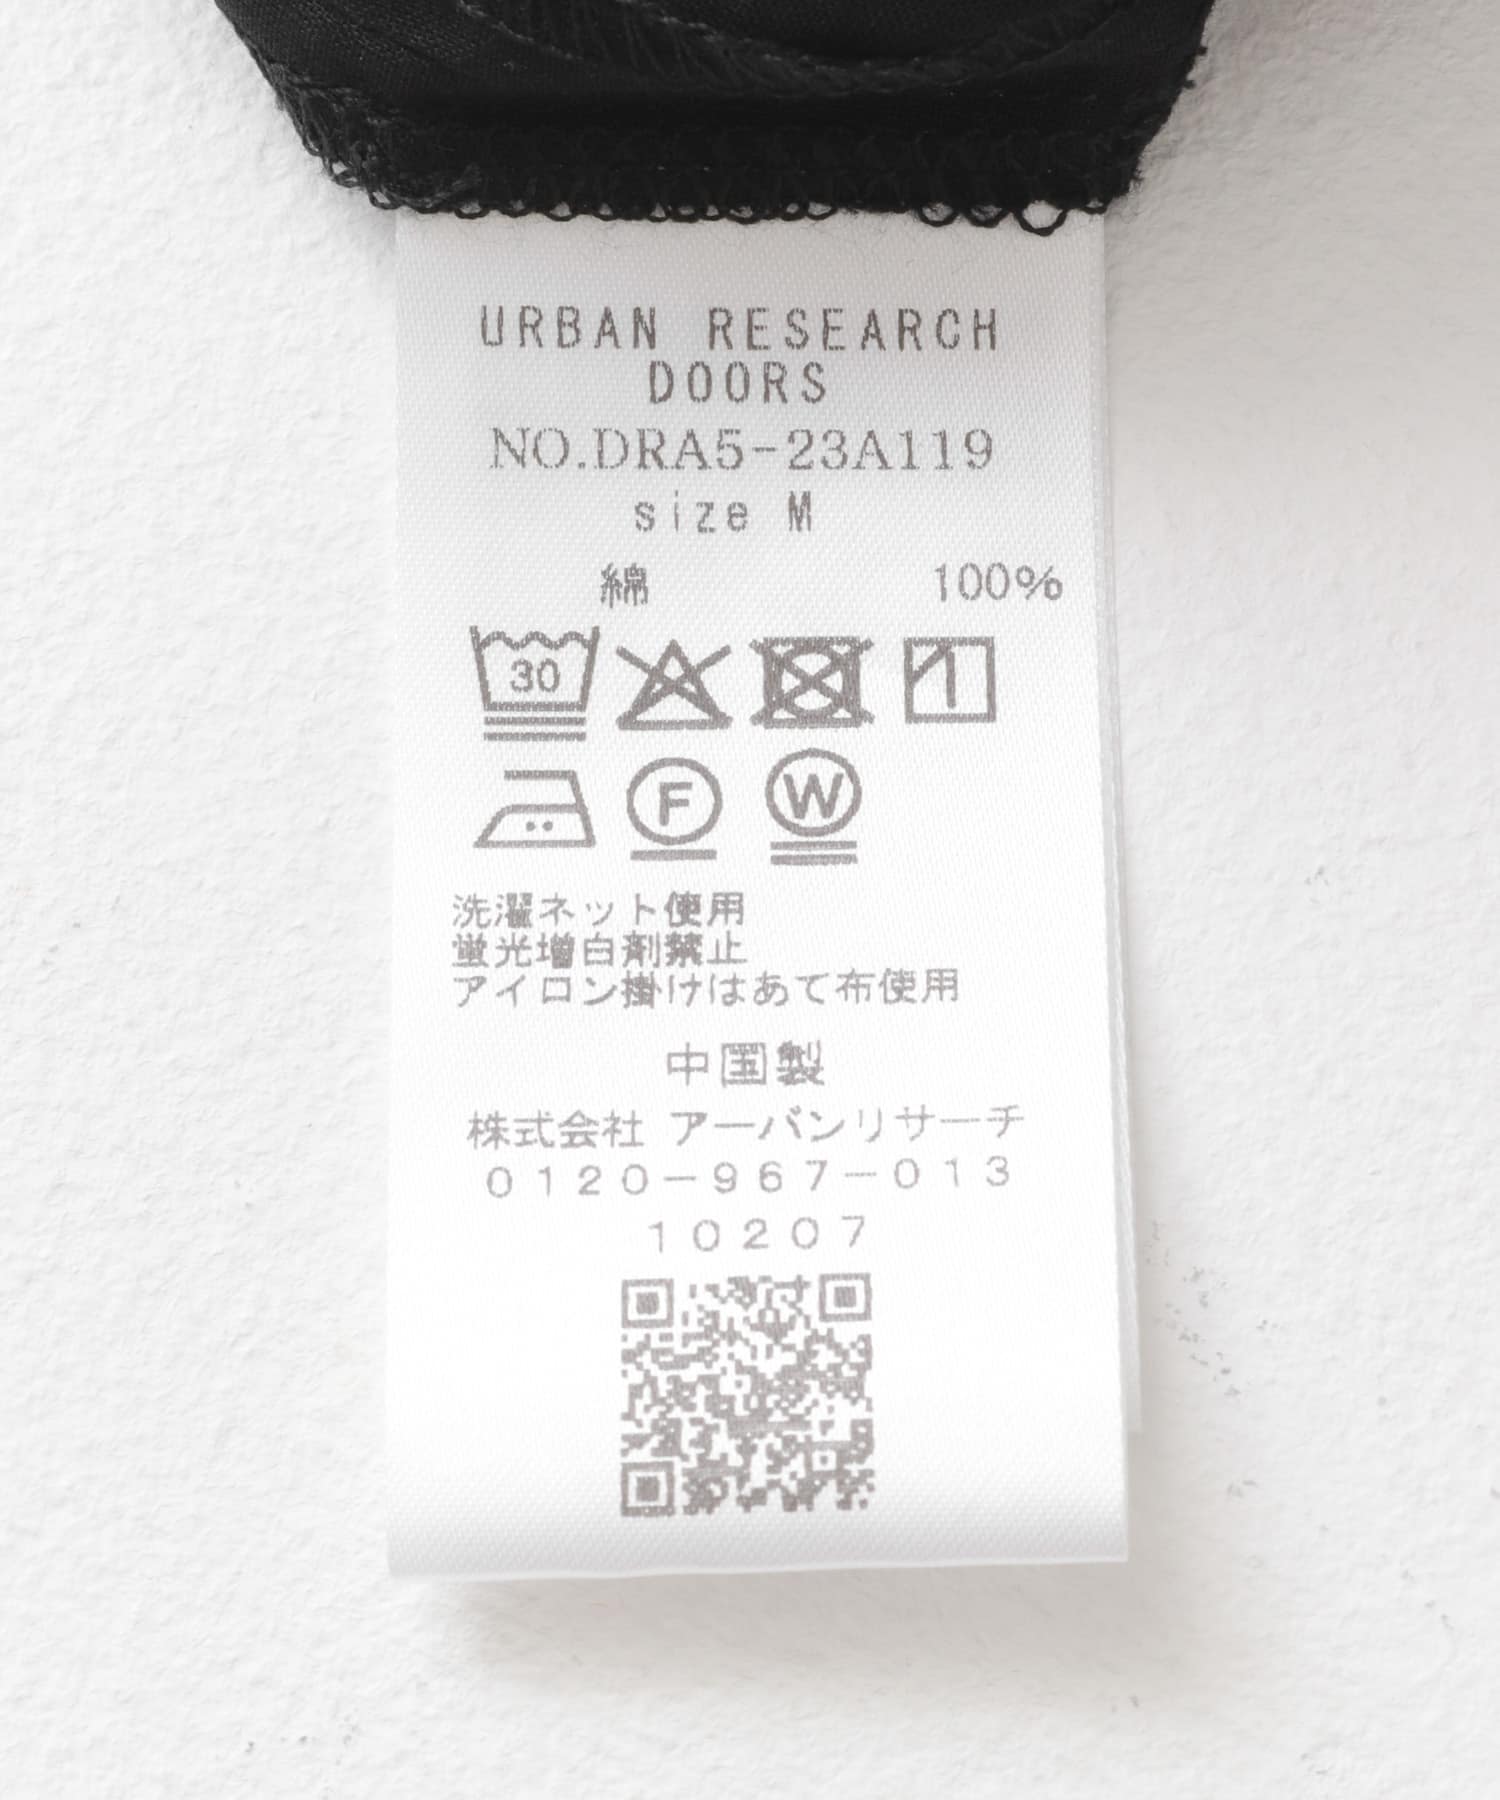 URBAN RESEARCH
DOORS
NO.DRA5-23A119
size M
綿 100%
30
F W
洗濯ネット使用
蛍光増白剤禁止
アイロン掛けはあて布使用
中国製
株式会社 アーバンリサーチ
0120-967-013
10207